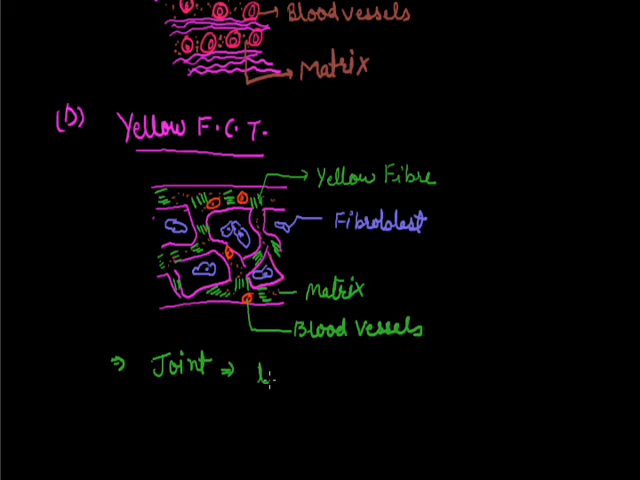 Blood vessels
Matrix
(D) Yellow F.C.T.
Yellow Fibre
Fibroblast
Matrix
Blood Vessels
⇒ Joint ⇒